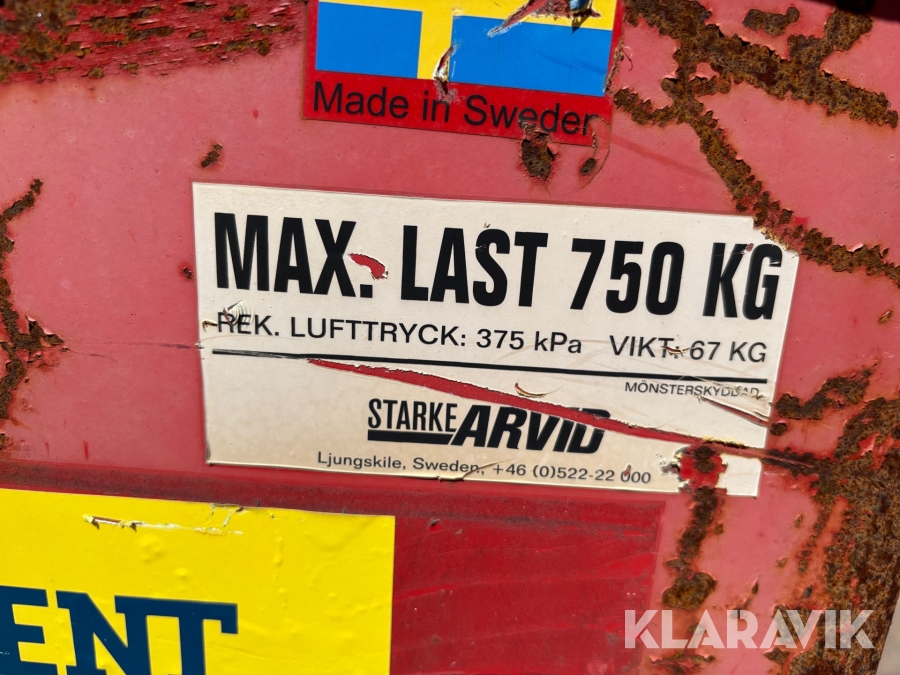 Made in Sweden
MAX. LAST 750 KG
REK. LUFTTRYCK: 375 kPa VIKT: 67 KG
MÖNSTERSKYDDAD
STARKE ARVID
Ljungskile, Sweden, +46 (0)522-22 000
ENT
KLARAVIK